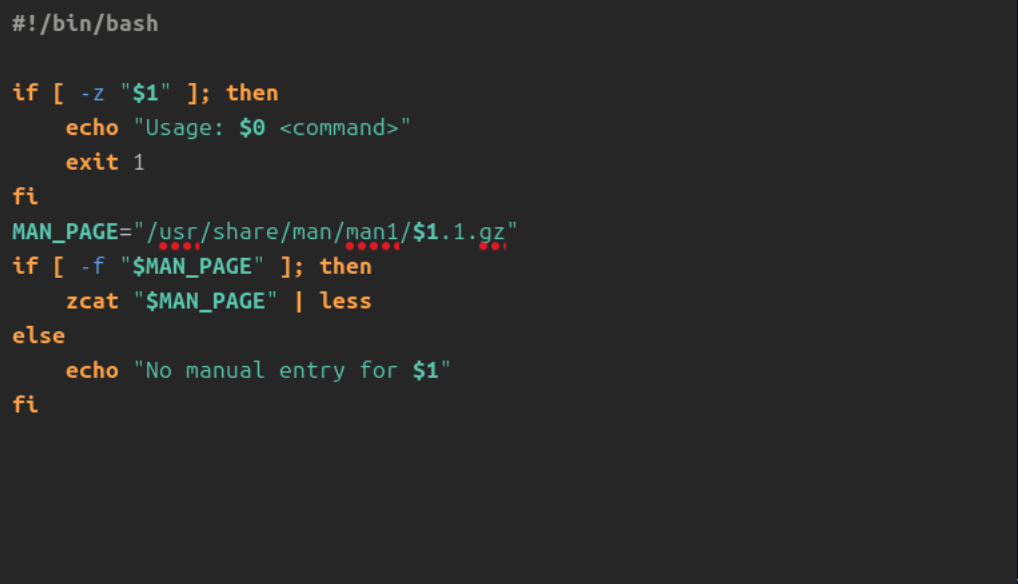 #!/bin/bash

if [ -z "$1" ]; then
    echo "Usage: $0 <command>"
    exit 1
fi
MAN_PAGE="/usr/share/man/man1/$1.1.gz"
if [ -f "$MAN_PAGE" ]; then
    zcat "$MAN_PAGE" | less
else
    echo "No manual entry for $1"
fi